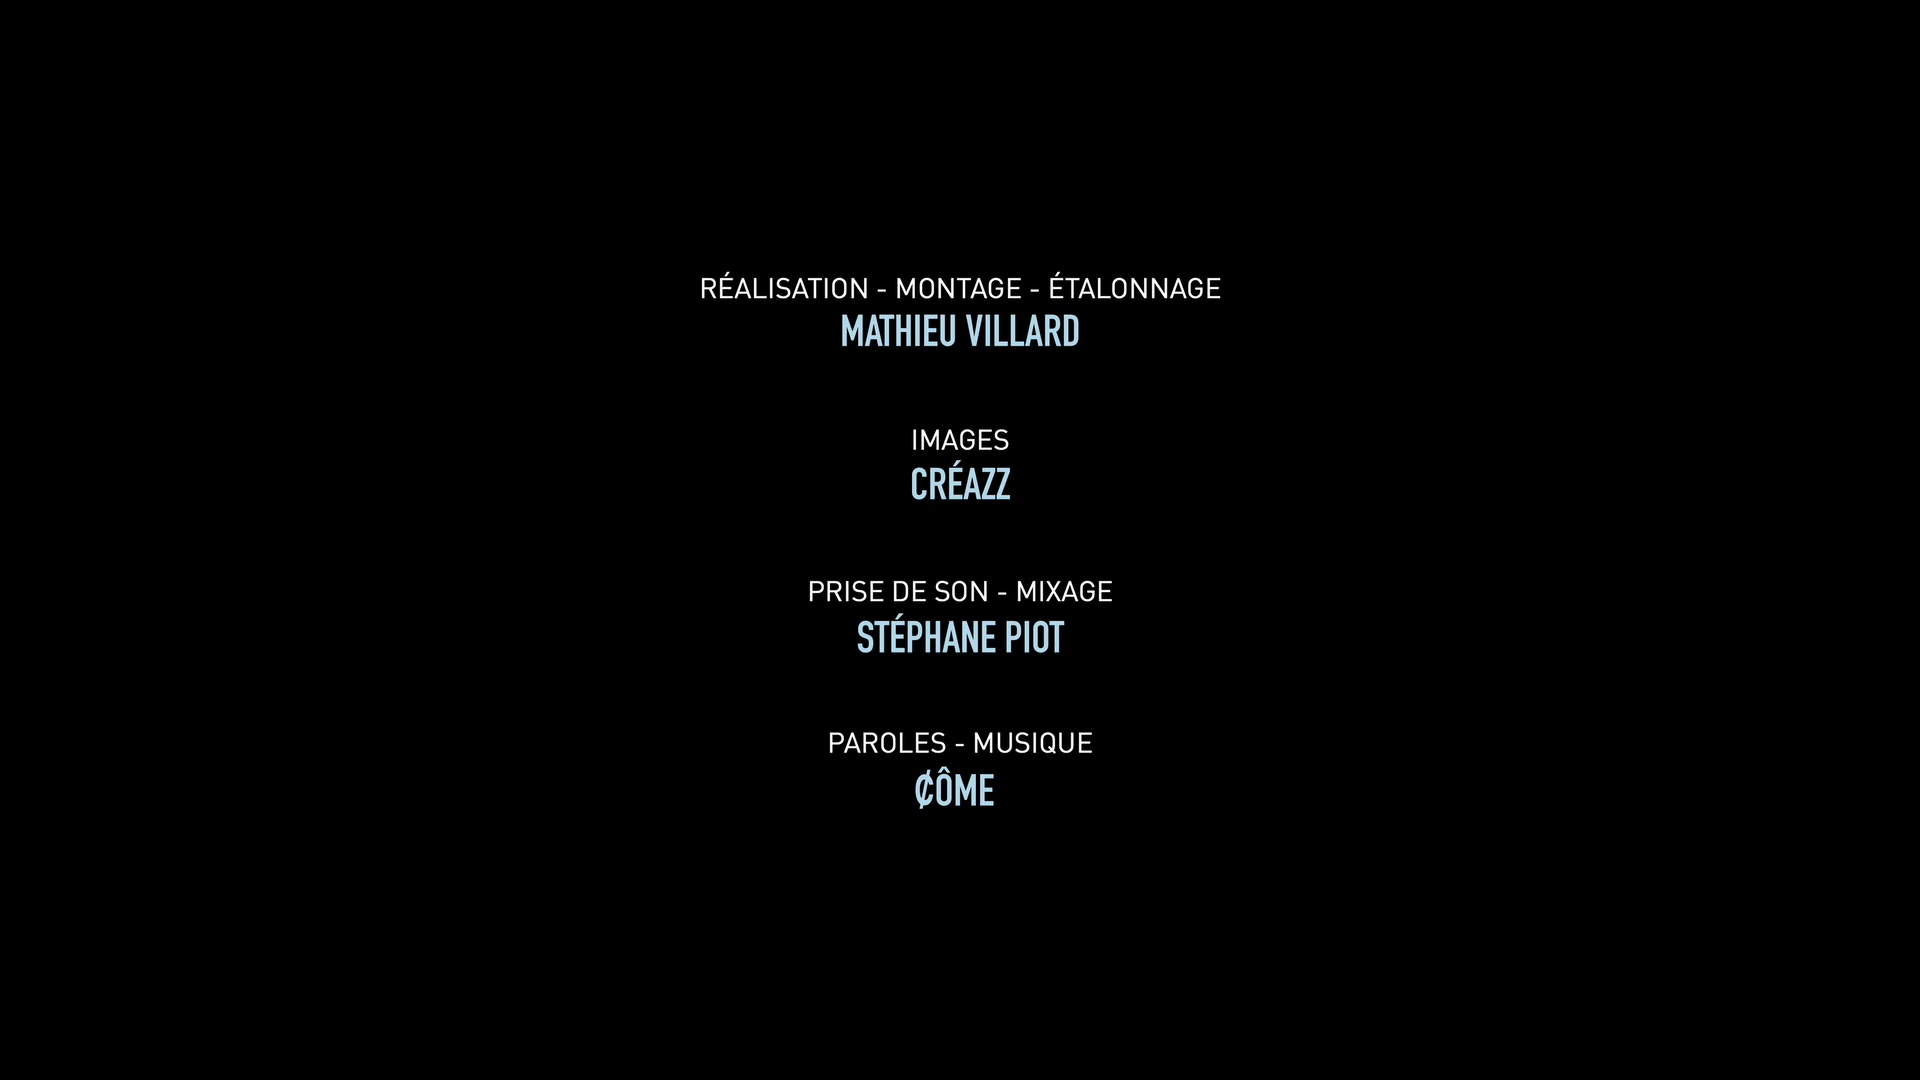 RÉALISATION - MONTAGE - ÉTALONNAGE
MATHIEU VILLARD
IMAGES
CRÉAZZ
PRISE DE SON - MIXAGE
STÉPHANE PIOT
PAROLES - MUSIQUE
₵ÔME